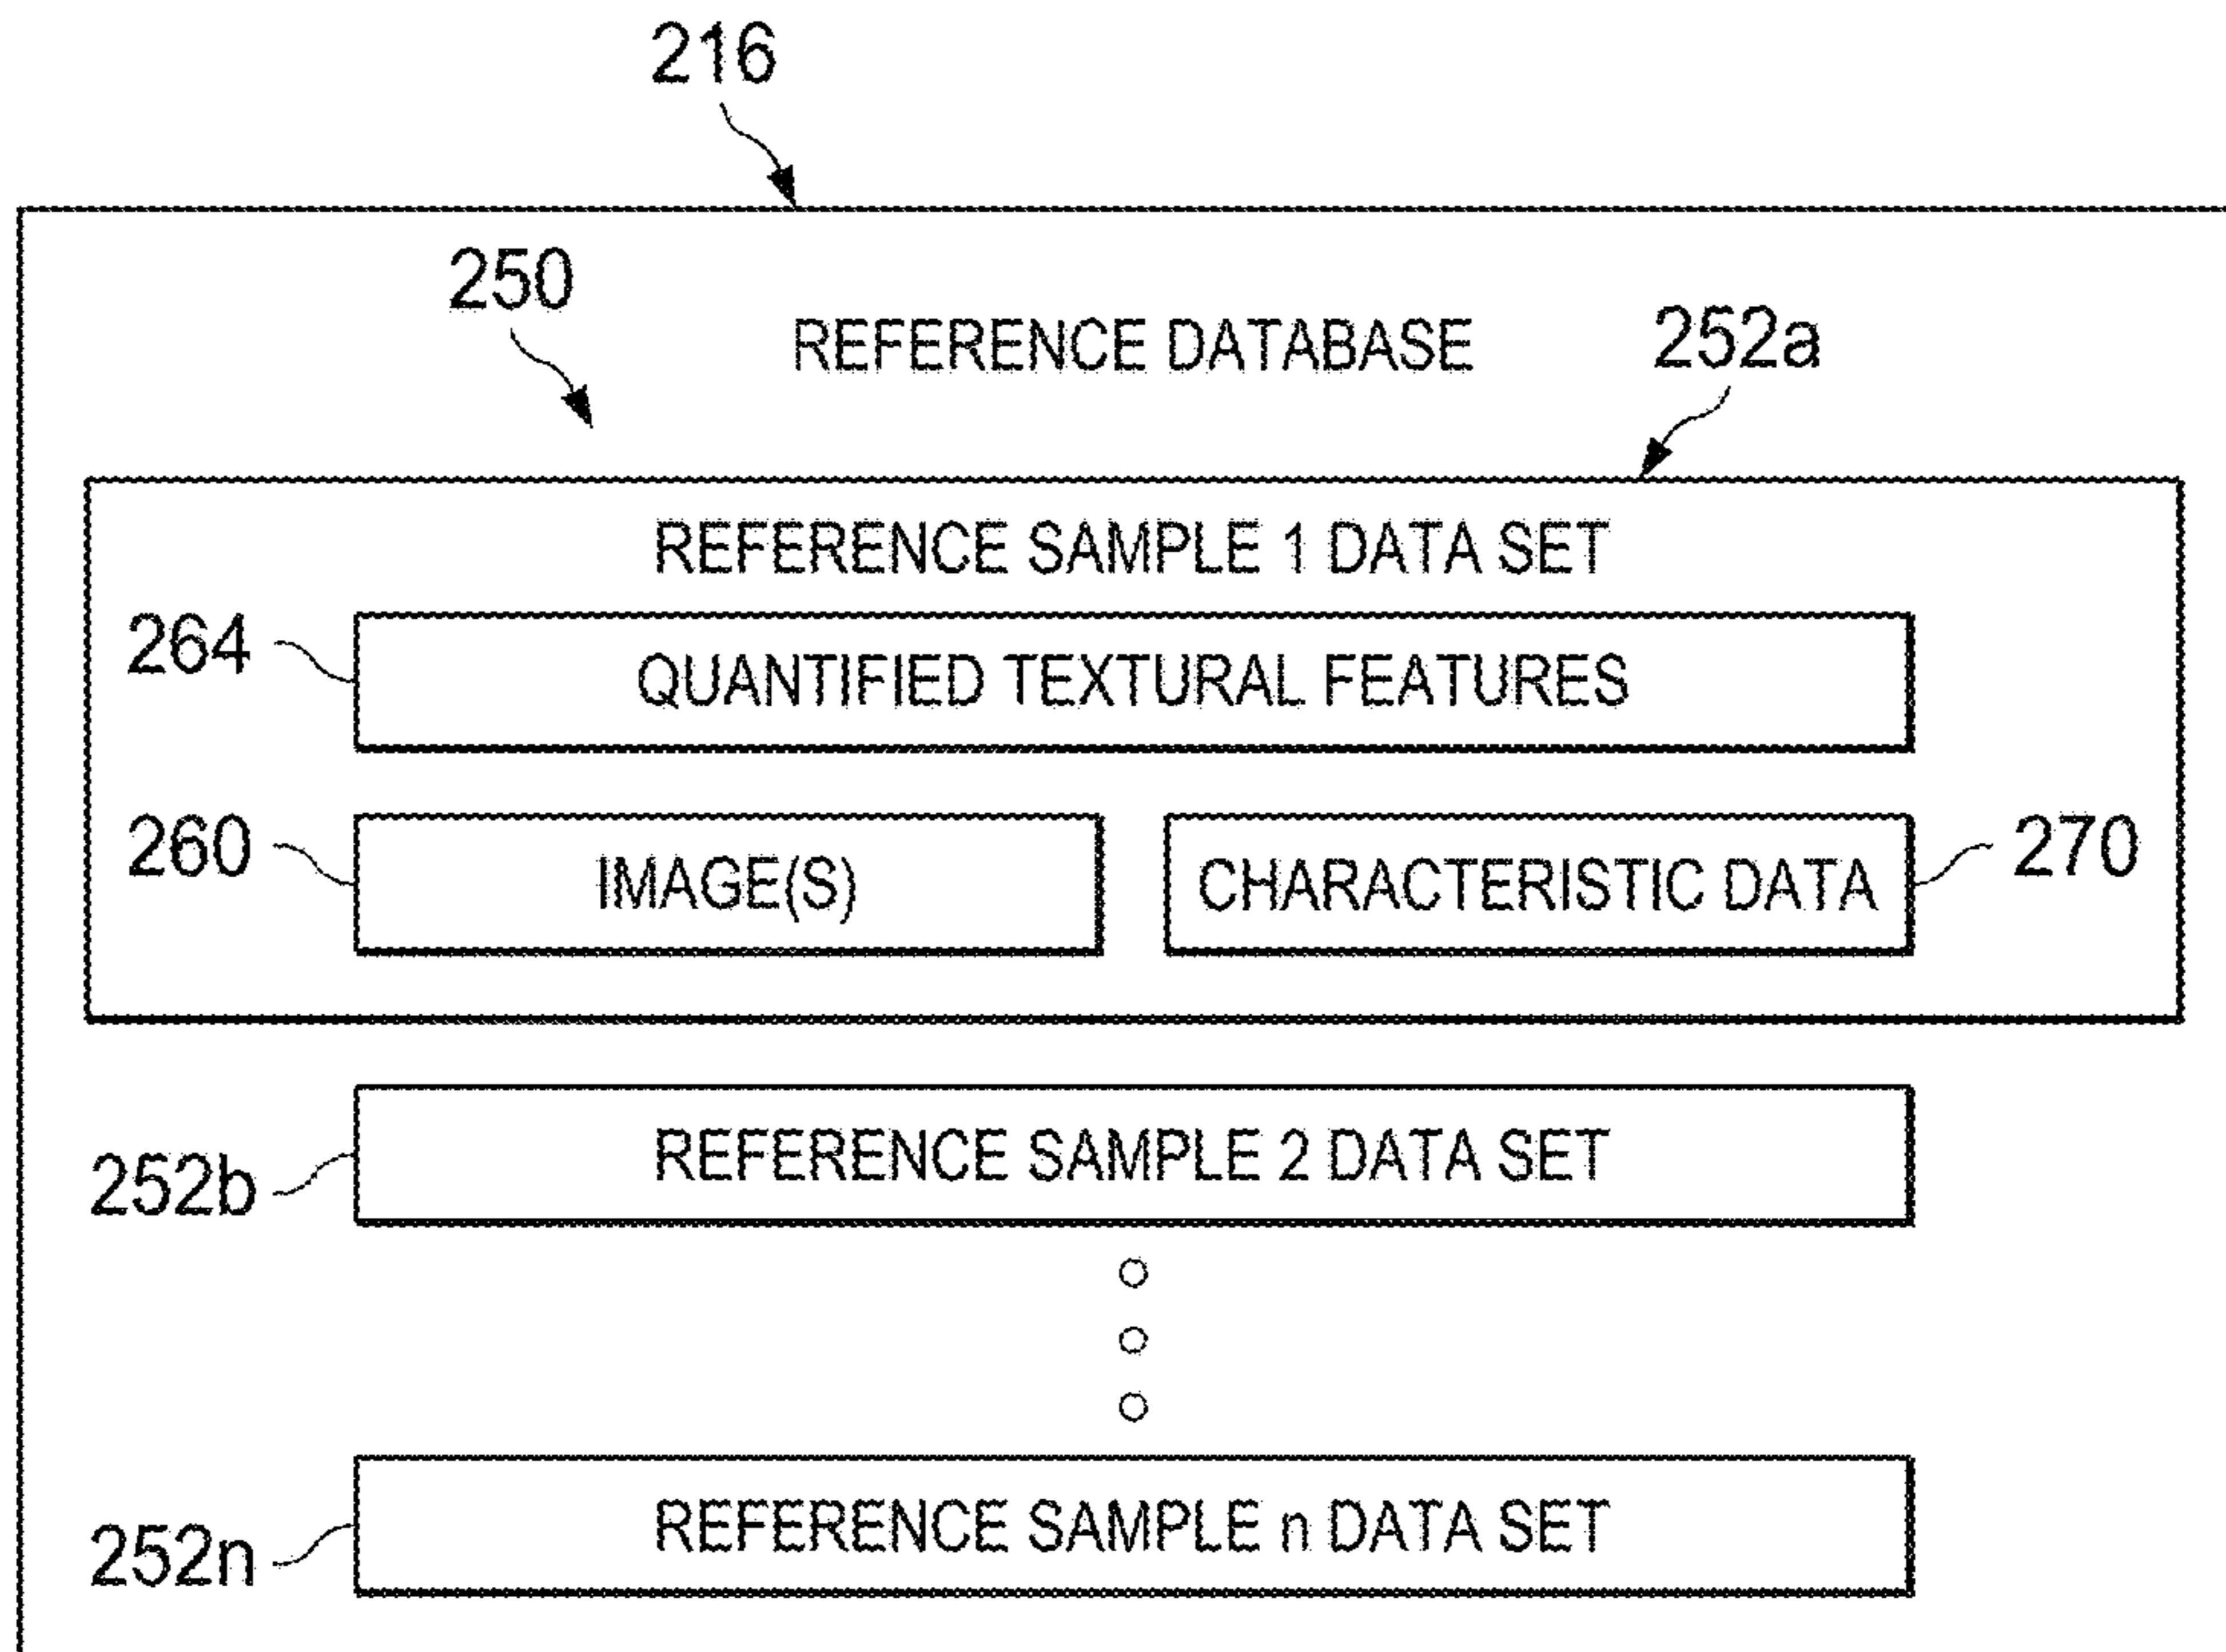 216
250
REFERENCE DATABASE
252a
REFERENCE SAMPLE 1 DATA SET
264
QUANTIFIED TEXTURAL FEATURES
260
IMAGE(S)
CHARACTERISTIC DATA
270
252b
REFERENCE SAMPLE 2 DATA SET
252n
REFERENCE SAMPLE n DATA SET